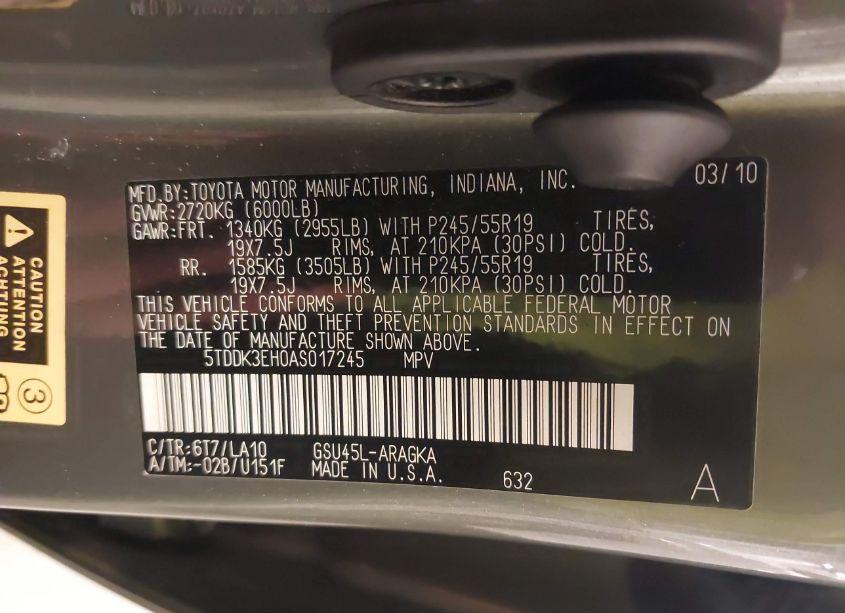 MFD.BY:TOYOTA MOTOR MANUFACTURING, INDIANA, INC. 03/10
GVWR:2720KG (6000LB)
GAWR:FRT. 1340KG (2955LB) WITH P245/55R19 TIRES,
19X7.5J RIMS, AT 210KPA (30PSI) COLD.
RR. 1585KG (3505LB) WITH P245/55R19 TIRES,
19X7.5J RIMS, AT 210KPA (30PSI) COLD.
THIS VEHICLE CONFORMS TO ALL APPLICABLE FEDERAL MOTOR
VEHICLE SAFETY AND THEFT PREVENTION STANDARDS IN EFFECT ON
THE DATE OF MANUFACTURE SHOWN ABOVE.
5TDDK3EH0AS017245 MPV
C/TR:6T7/LA10 GSU45L-ARAGKA
A/TM:-02B/U151F MADE IN U.S.A. 632 A
CAUTION
ATTENTION
ACHTUNG
3